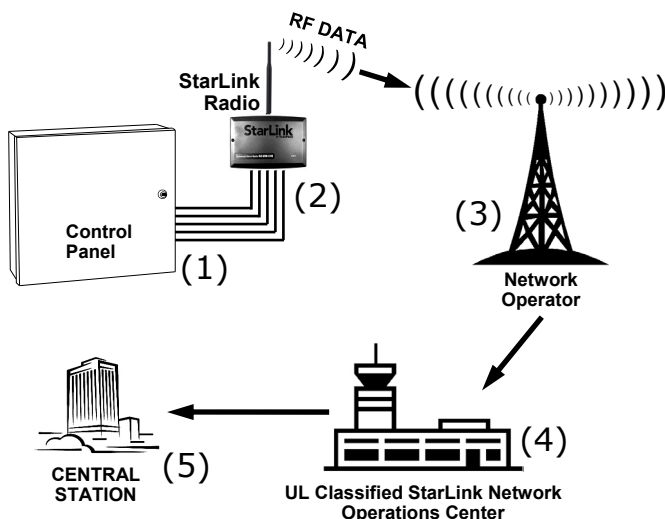 RF DATA
StarLink
Radio
StarLink
(2)
Control
Panel
(1)
(3)
Network
Operator
(4)
UL Classified StarLink Network
Operations Center
(5)
CENTRAL
STATION